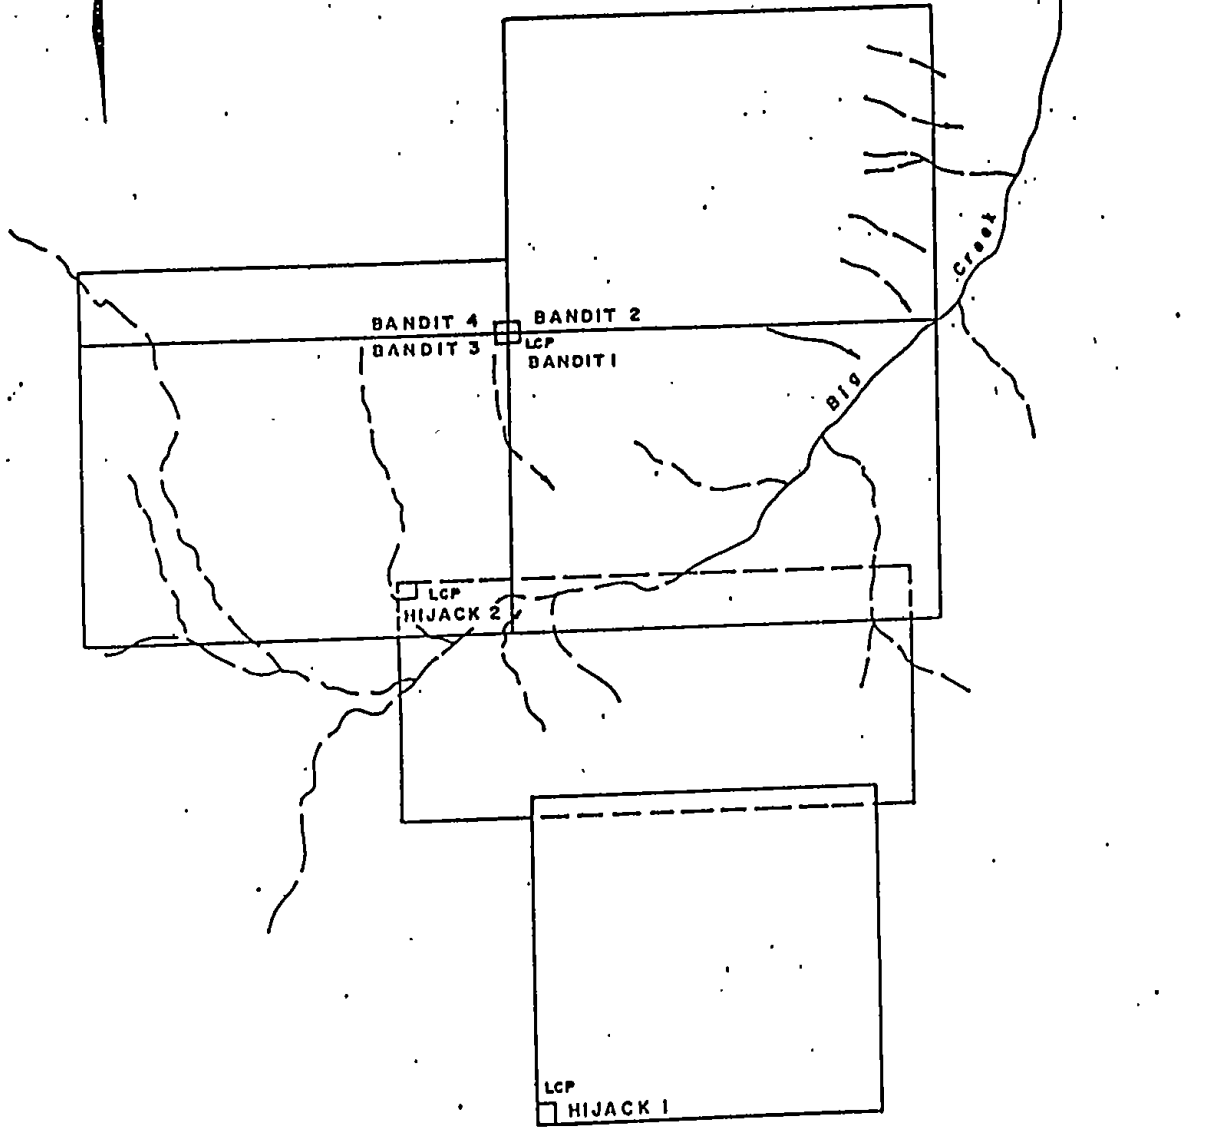 Creek
BANDIT 4
BANDIT 2
BANDIT 3
LCP
BANDIT 1
Big
LCP
HIJACK 2
LCP
HIJACK 1